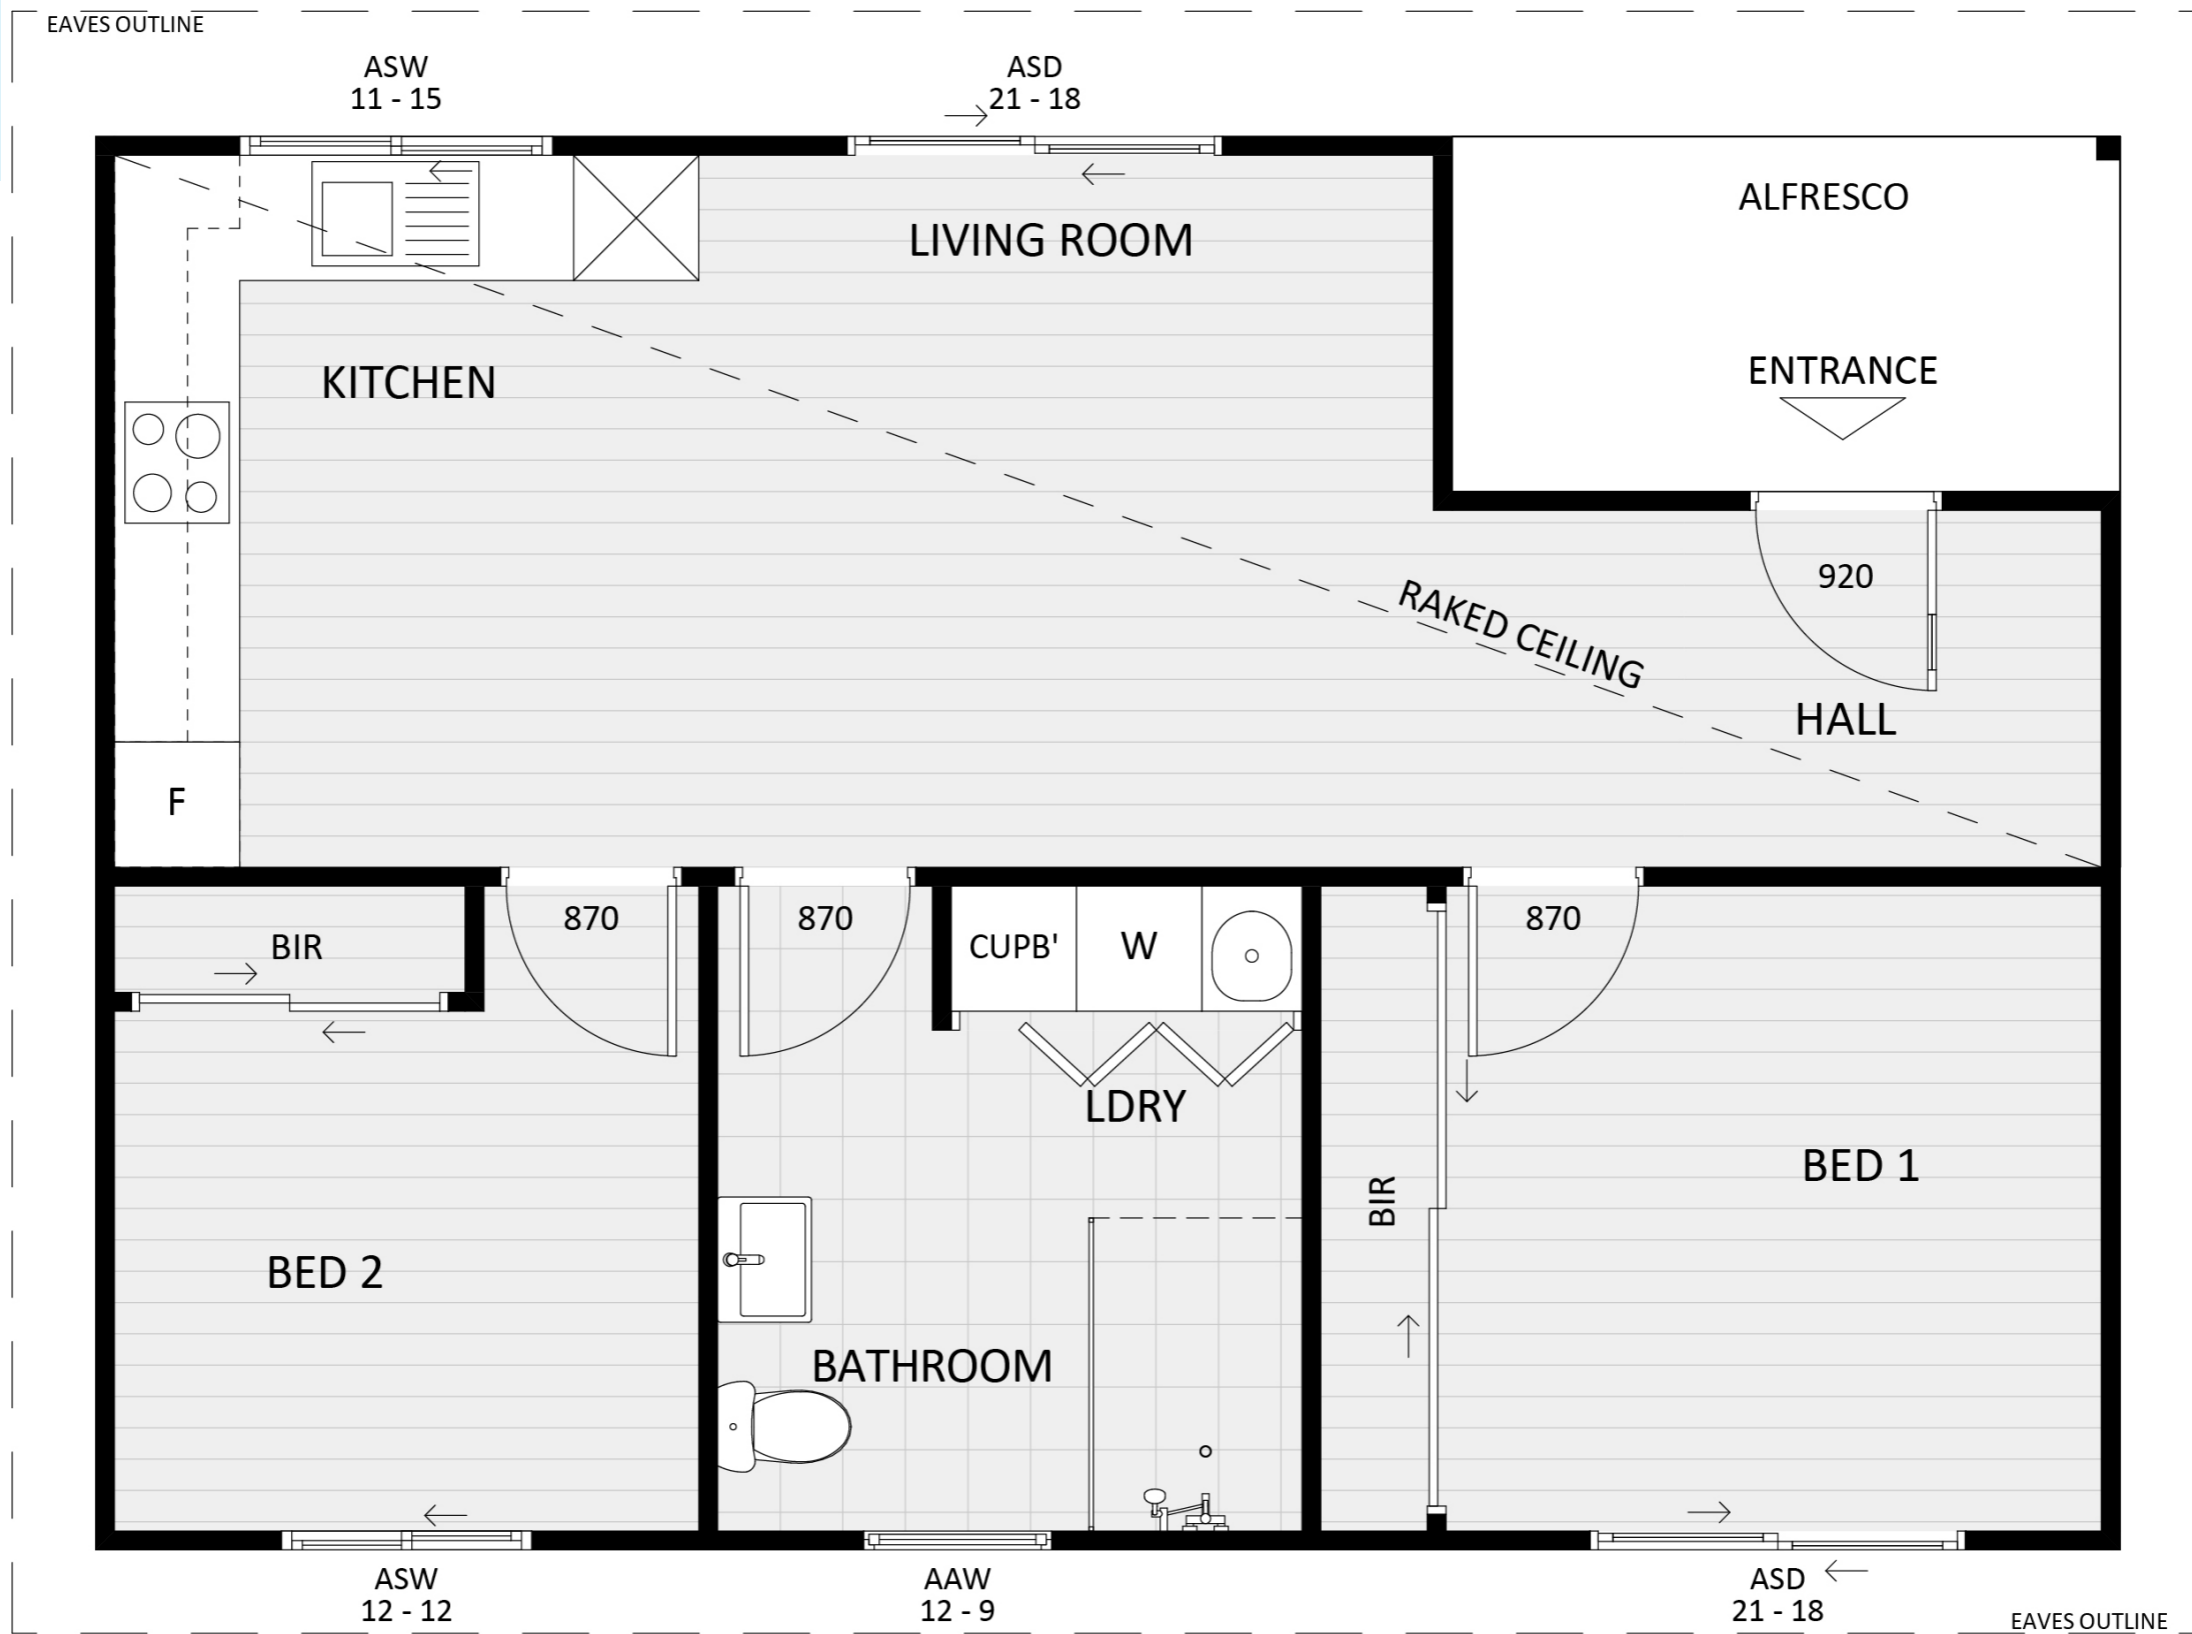 EAVES OUTLINE
ASW
11 - 15
ASD
21 - 18
ALFRESCO
LIVING ROOM
ENTRANCE
KITCHEN
920
RAKED CEILING
HALL
F
870
870
870
BIR
CUPB'
W
LDRY
BED 1
BIR
BED 2
BATHROOM
ASW
12 - 12
AAW
12 - 9
ASD
21 - 18
EAVES OUTLINE